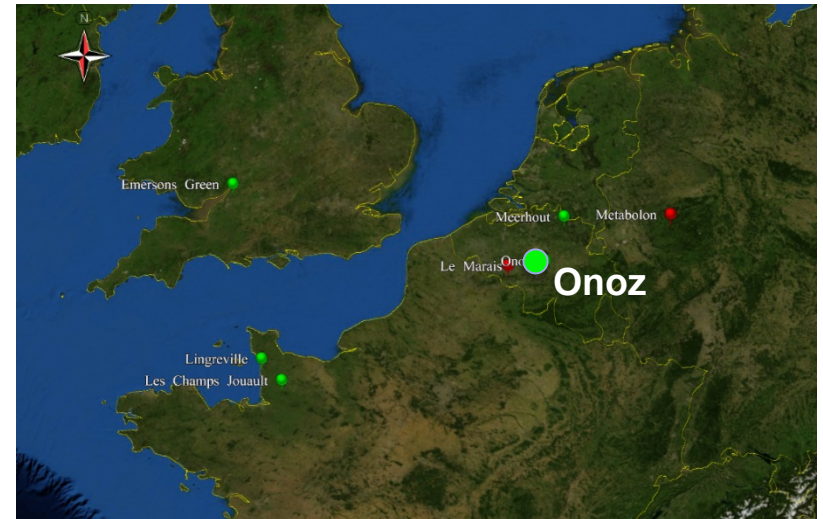 N
Emersons Green
Meerhout
Metabolon
Le Marais
Onoz
Lingreville
Les Champs Jouault